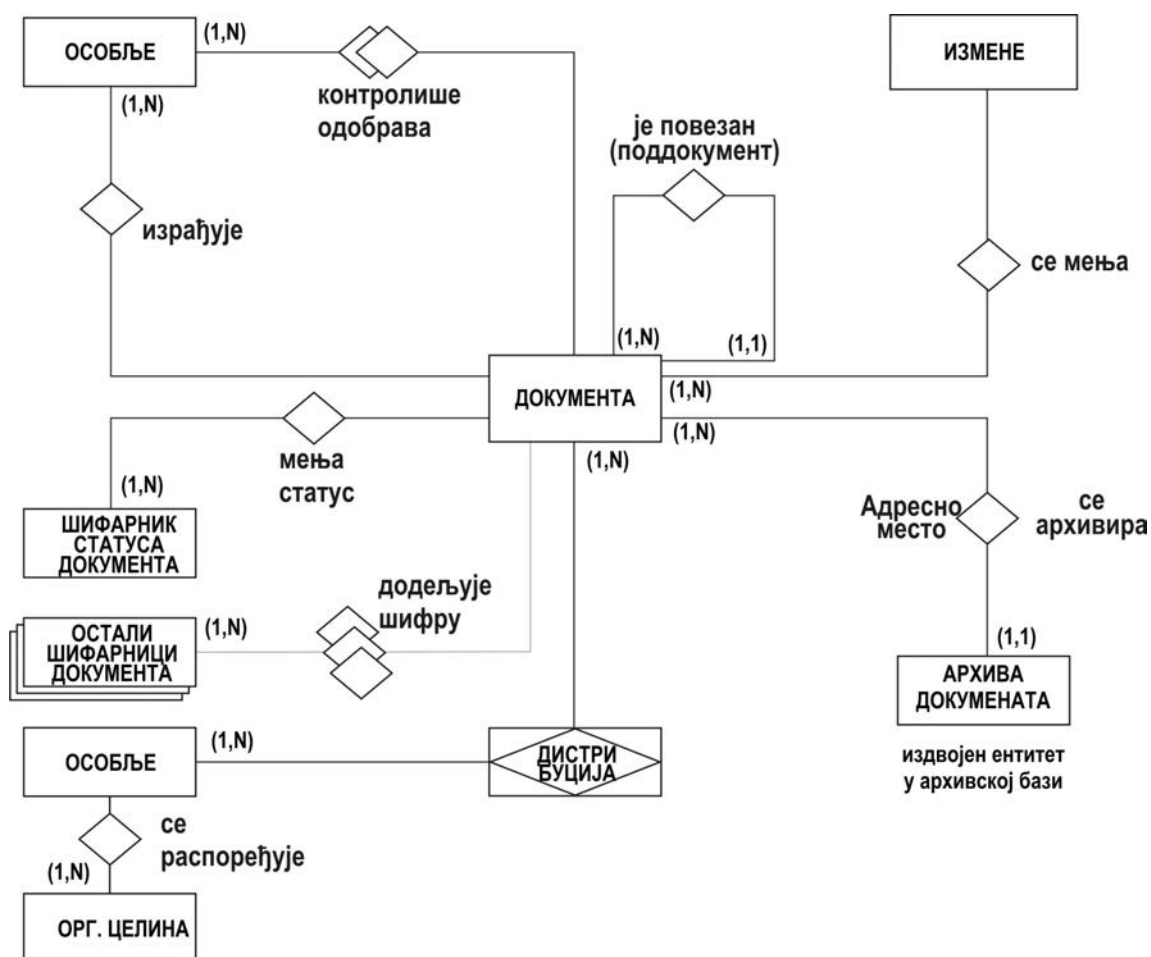 ОСОБЉЕ
(1,N)
(1,N)
контролише
одобрава
ИЗМЕНЕ
је повезан
(поддокумент)
израђује
се мења
(1,N)
(1,1)
ДОКУМЕНТА
(1,N)
(1,N)
(1,N)
мења
статус
(1,N)
ШИФАРНИК
СТАТУСА
ДОКУМЕНТА
Адресно
место
се
архивира
додељује
шифру
(1,N)
ОСТАЛИ
ШИФАРНИЦИ
ДОКУМЕНТА
(1,1)
АРХИВА
ДОКУМЕНАТА
издвојен ентитет
у архивској бази
ОСОБЉЕ
(1,N)
ДИСТРИ
БУЦИЈА
се
распоређује
(1,N)
ОРГ. ЦЕЛИНА